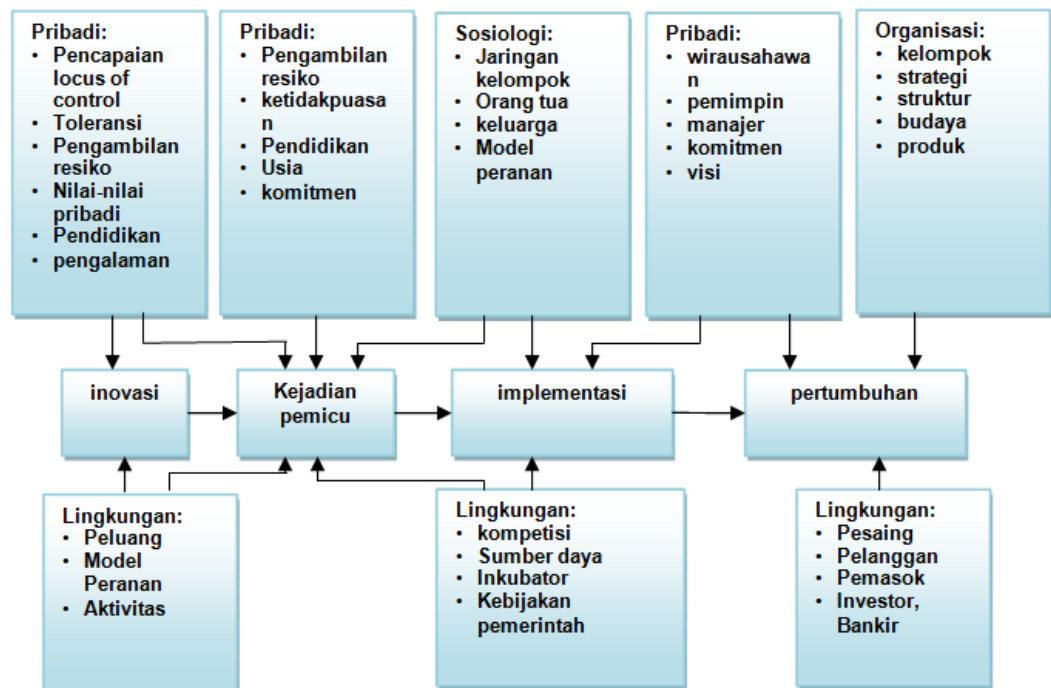 Pribadi:
• Pencapaian
locus of
control
• Toleransi
• Pengambilan
resiko
• Nilai-nilai
pribadi
• Pendidikan
• pengalaman
Pribadi:
• Pengambilan
resiko
• ketidakpuasa
n
• Pendidikan
• Usia
• komitmen
Sosiologi:
• Jaringan
kelompok
• Orang tua
• keluarga
• Model
peranan
Pribadi:
• wirausahawa
n
• pemimpin
• manajer
• komitmen
• visi
Organisasi:
• kelompok
• strategi
• struktur
• budaya
• produk
inovasi
Kejadian
pemicu
implementasi
pertumbuhan
Lingkungan:
• Peluang
• Model
Peranan
• Aktivitas
Lingkungan:
• kompetisi
• Sumber daya
• Inkubator
• Kebijakan
pemerintah
Lingkungan:
• Pesaing
• Pelanggan
• Pemasok
• Investor,
Bankir